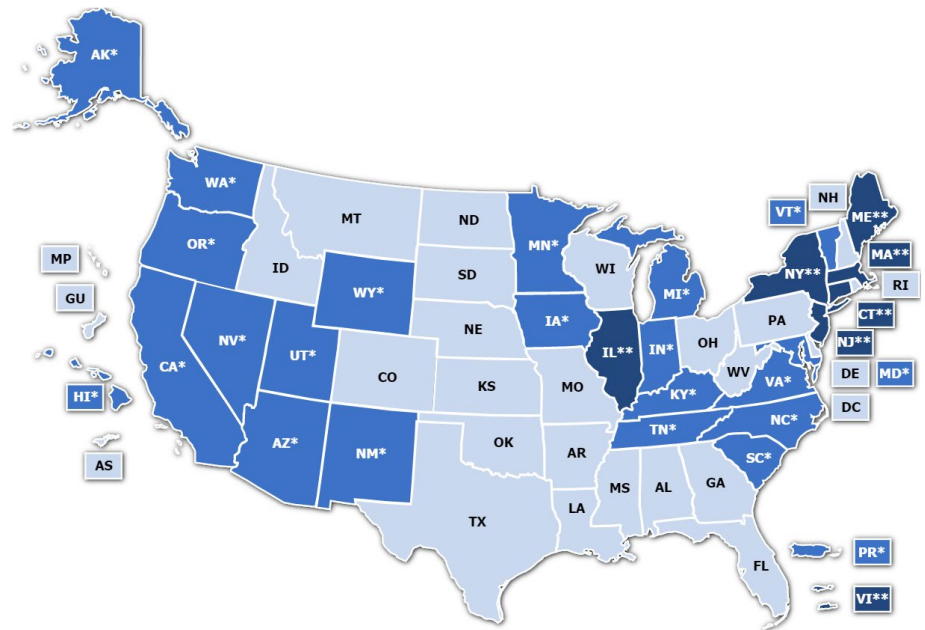 AK*
WA*
MT
ND
MN*
VT*
NH
ME**
OR*
ID
SD
WI
MI*
NY**
MA**
MP
RI
GU
WY*
IA*
NE
PA
CT**
NV*
UT*
IL**
IN*
OH
NJ**
CA*
CO
KS
MO
WV
DE
MD*
HI*
KY*
VA*
DC
AZ*
NM*
OK
AR
TN*
NC*
AS
SC*
TX
LA
MS
AL
GA
FL
PR*
VI**